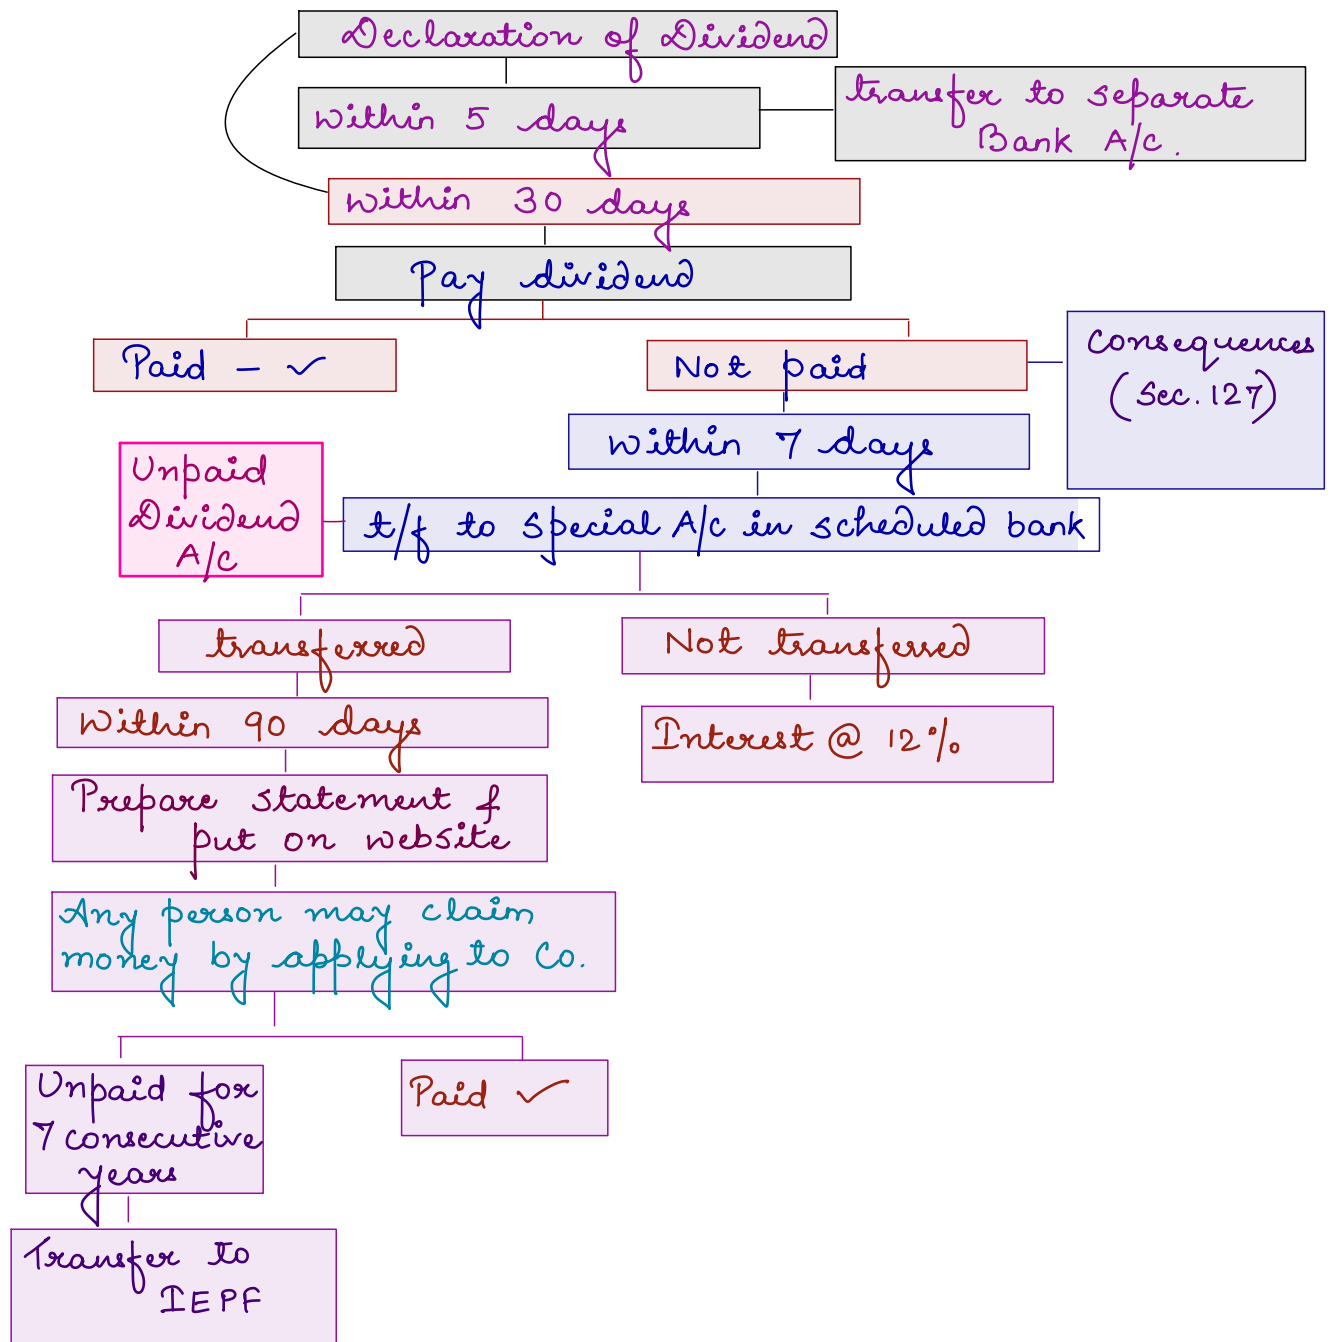 Declaration of Dividend
within 5 days
transfer to separate
Bank A/c.
within 30 days
Pay dividend
Paid - ✓
Not paid
Consequences
(Sec. 127)
within 7 days
Unpaid
Dividend
A/c
t/f to special A/c in scheduled bank
transferred
Not transferred
Within 90 days
Interest @ 12%
Prepare statement &
put on website
Any person may claim
money by applying to Co.
Unpaid for
7 consecutive
years
Paid ✓
Transfer to
IEPF